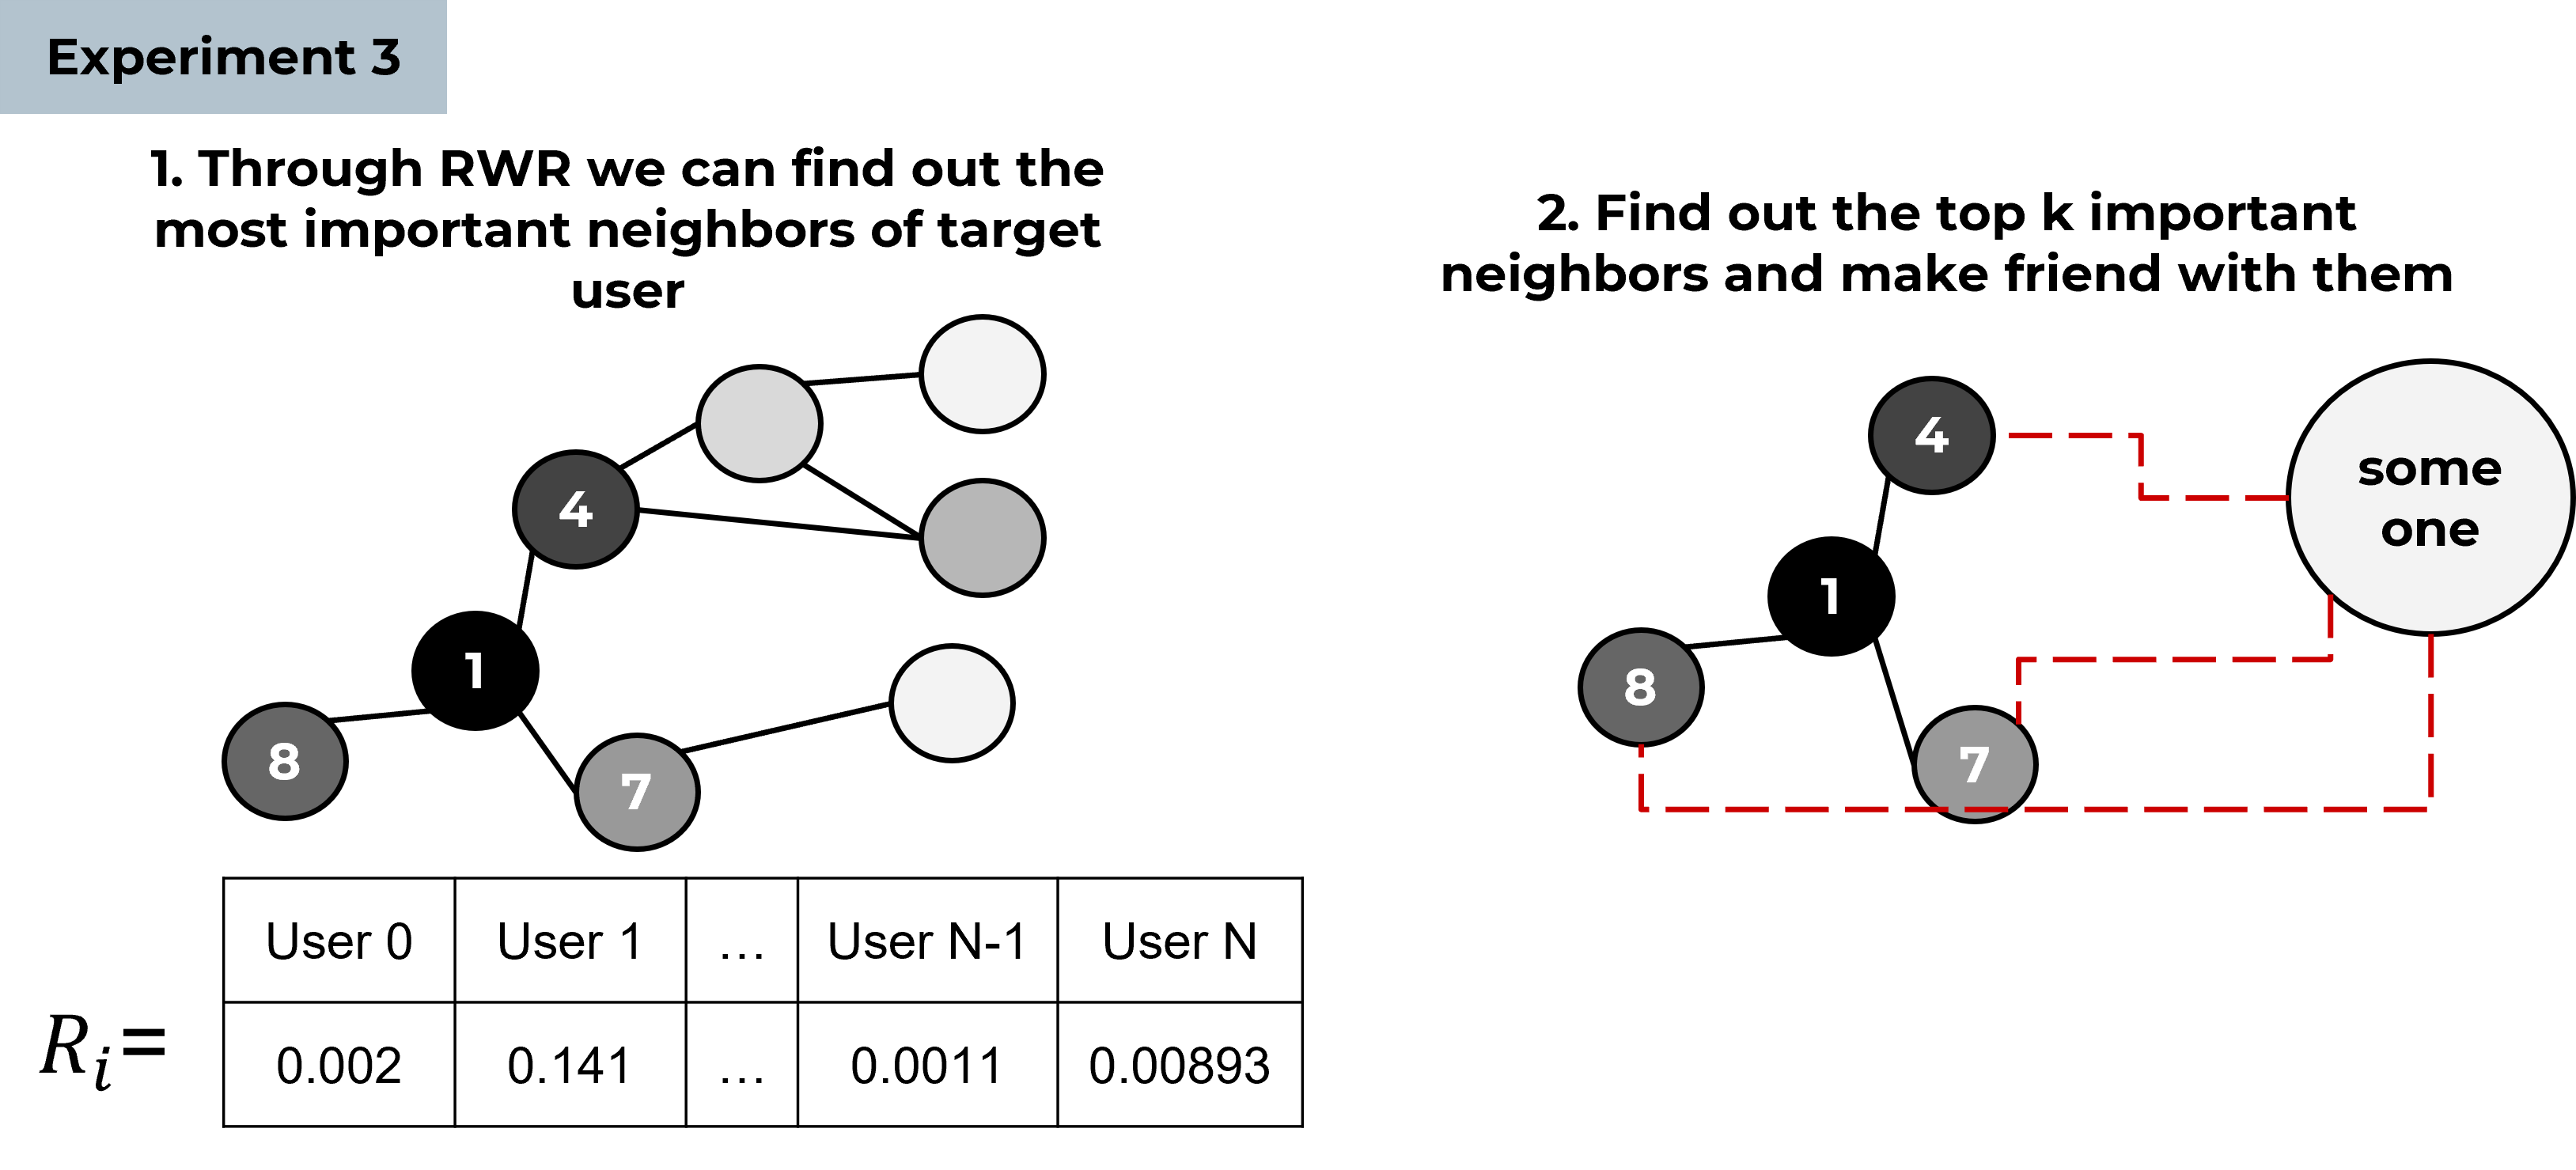 Experiment 3
1. Through RWR we can find out the
most important neighbors of target
user
4
1
8
7
R_i=
User 0 User 1 … User N-1 User N
0.002 0.141 … 0.0011 0.00893
2. Find out the top k important
neighbors and make friend with them
4
some
one
1
8
7